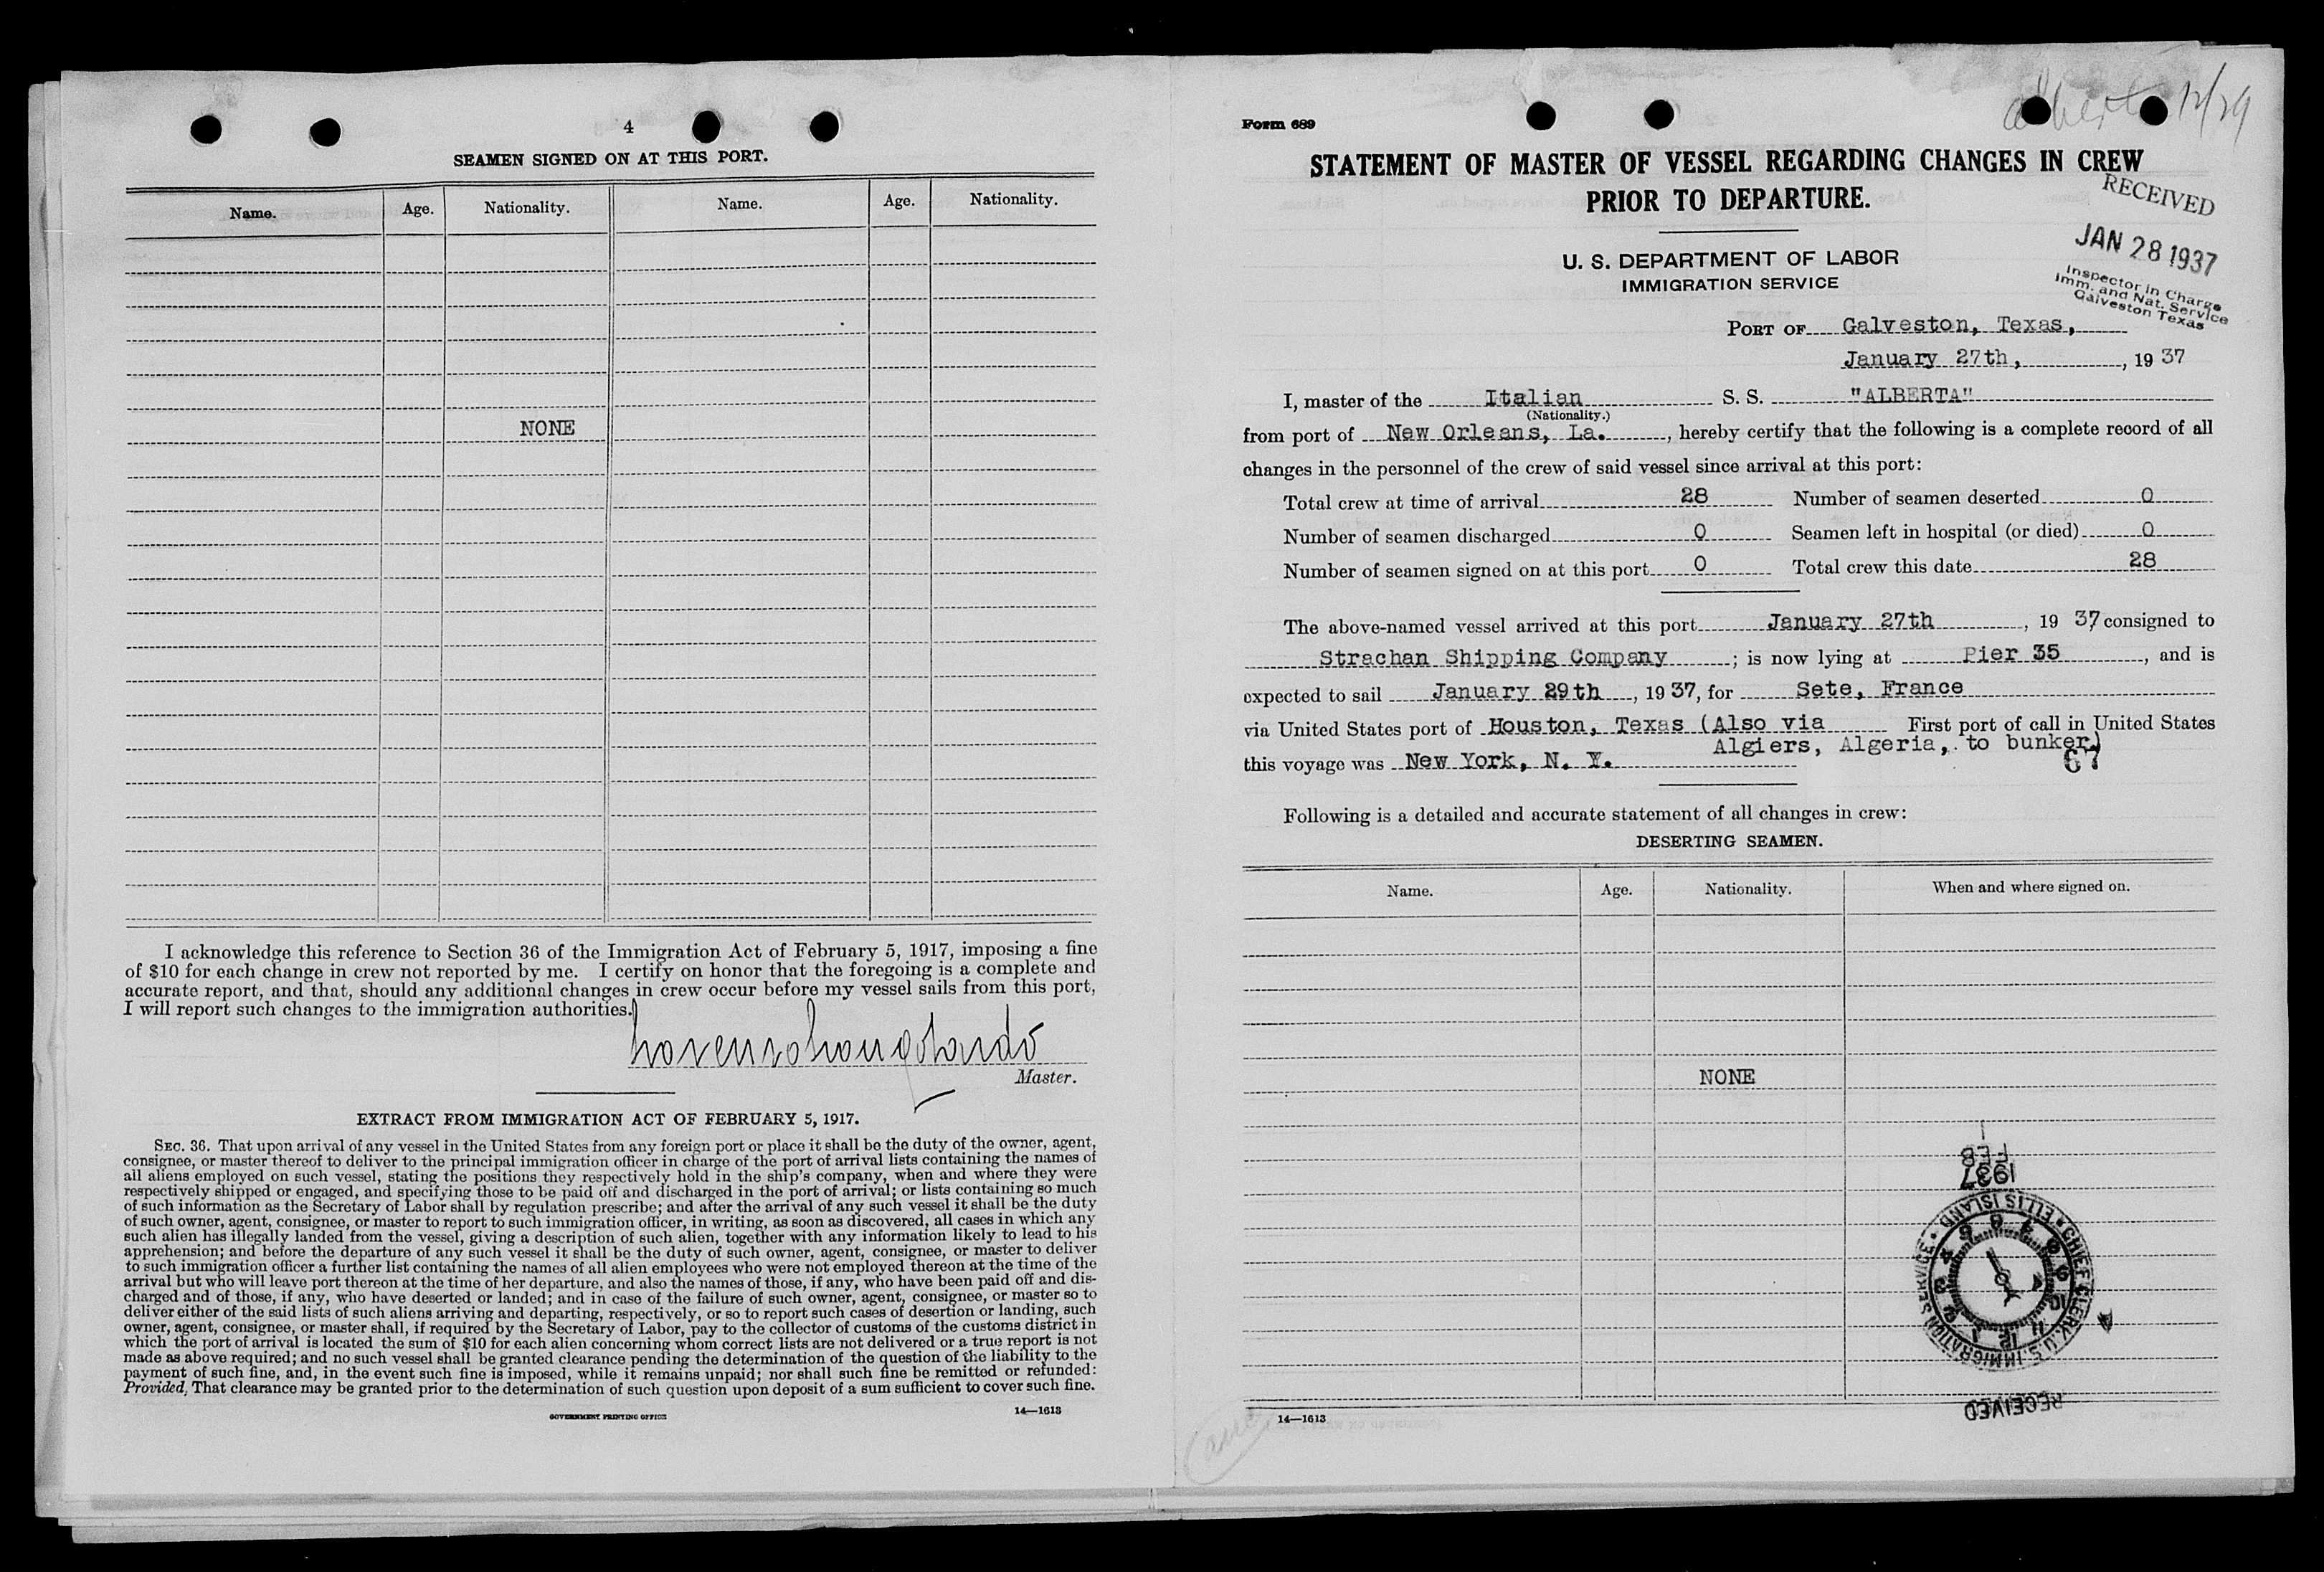 4
SEAMEN SIGNED ON AT THIS PORT.
Name. Age. Nationality. Name. Age. Nationality.
NONE
I acknowledge this reference to Section 36 of the Immigration Act of February 5, 1917, imposing a fine
of $10 for each change in crew not reported by me. I certify on honor that the foregoing is a complete and
accurate report, and that, should any additional changes in crew occur before my vessel sails from this port,
I will report such changes to the immigration authorities.
Master.
EXTRACT FROM IMMIGRATION ACT OF FEBRUARY 5, 1917.
SEC. 36. That upon arrival of any vessel in the United States from any foreign port or place it shall be the duty of the owner, agent,
consignee, or master thereof to deliver to the principal immigration officer in charge of the port of arrival lists containing the names of
all aliens employed on such vessel, stating the positions they respectively hold in the ship's company, when and where they were
respectively shipped or engaged, and specifying those to be paid off and discharged in the port of arrival; or lists containing so much
of such information as the Secretary of Labor shall by regulation prescribe; and after the arrival of any such vessel it shall be the duty
of such owner, agent, consignee, or master to report to such immigration officer, in writing, as soon as discovered, all cases in which any
such alien has illegally landed from the vessel, giving a description of such alien, together with any information likely to lead to his
apprehension; and before the departure of any such vessel it shall be the duty of such owner, agent, consignee, or master to deliver
to such immigration officer a further list containing the names of all alien employees who were not employed thereon at the time of the
arrival but who will leave port thereon at the time of her departure, and also the names of those, if any, who have been paid off and dis-
charged and of those, if any, who have deserted or landed; and in case of the failure of such owner, agent, consignee, or master so to
deliver either of the said lists of such aliens arriving and departing, respectively, or so to report such cases of desertion or landing, such
owner, agent, consignee, or master shall, if required by the Secretary of Labor, pay to the collector of customs of the customs district in
which the port of arrival is located the sum of $10 for each alien concerning whom correct lists are not delivered or a true report is not
made as above required; and no such vessel shall be granted clearance pending the determination of the question of the liability to the
payment of such fine, and, in the event such fine is imposed, while it remains unpaid; nor shall such fine be remitted or refunded:
Provided, That clearance may be granted prior to the determination of such question upon deposit of a sum sufficient to cover such fine.
GOVERNMENT PRINTING OFFICE 14—1613
Form 689
12/29
STATEMENT OF MASTER OF VESSEL REGARDING CHANGES IN CREW
PRIOR TO DEPARTURE.
RECEIVED
JAN 28 1937
Inspector in Charge
Imm. and Nat. Service
Galveston Texas
U. S. DEPARTMENT OF LABOR
IMMIGRATION SERVICE
PORT OF Galveston, Texas,
January 27th, , 19 37
I, master of the Italian S. S. "ALBERTA"
(Nationality.)
from port of New Orleans, La. , hereby certify that the following is a complete record of all
changes in the personnel of the crew of said vessel since arrival at this port:
Total crew at time of arrival 28 Number of seamen deserted 0
Number of seamen discharged 0 Seamen left in hospital (or died) 0
Number of seamen signed on at this port 0 Total crew this date 28
The above-named vessel arrived at this port January 27th , 19 37 consigned to
Strachan Shipping Company ; is now lying at Pier 35 , and is
expected to sail January 29th , 19 37, for Sete, France
via United States port of Houston, Texas (Also via First port of call in United States
Algiers, Algeria, to bunker)
this voyage was New York, N. Y.
67
Following is a detailed and accurate statement of all changes in crew:
DESERTING SEAMEN.
Name. Age. Nationality. When and where signed on.
NONE
1
FEB
1937
CHIEF CLERK. U.S. IMMIGRATION SERVICE • ELLIS ISLAND •
RECEIVED
14—1613